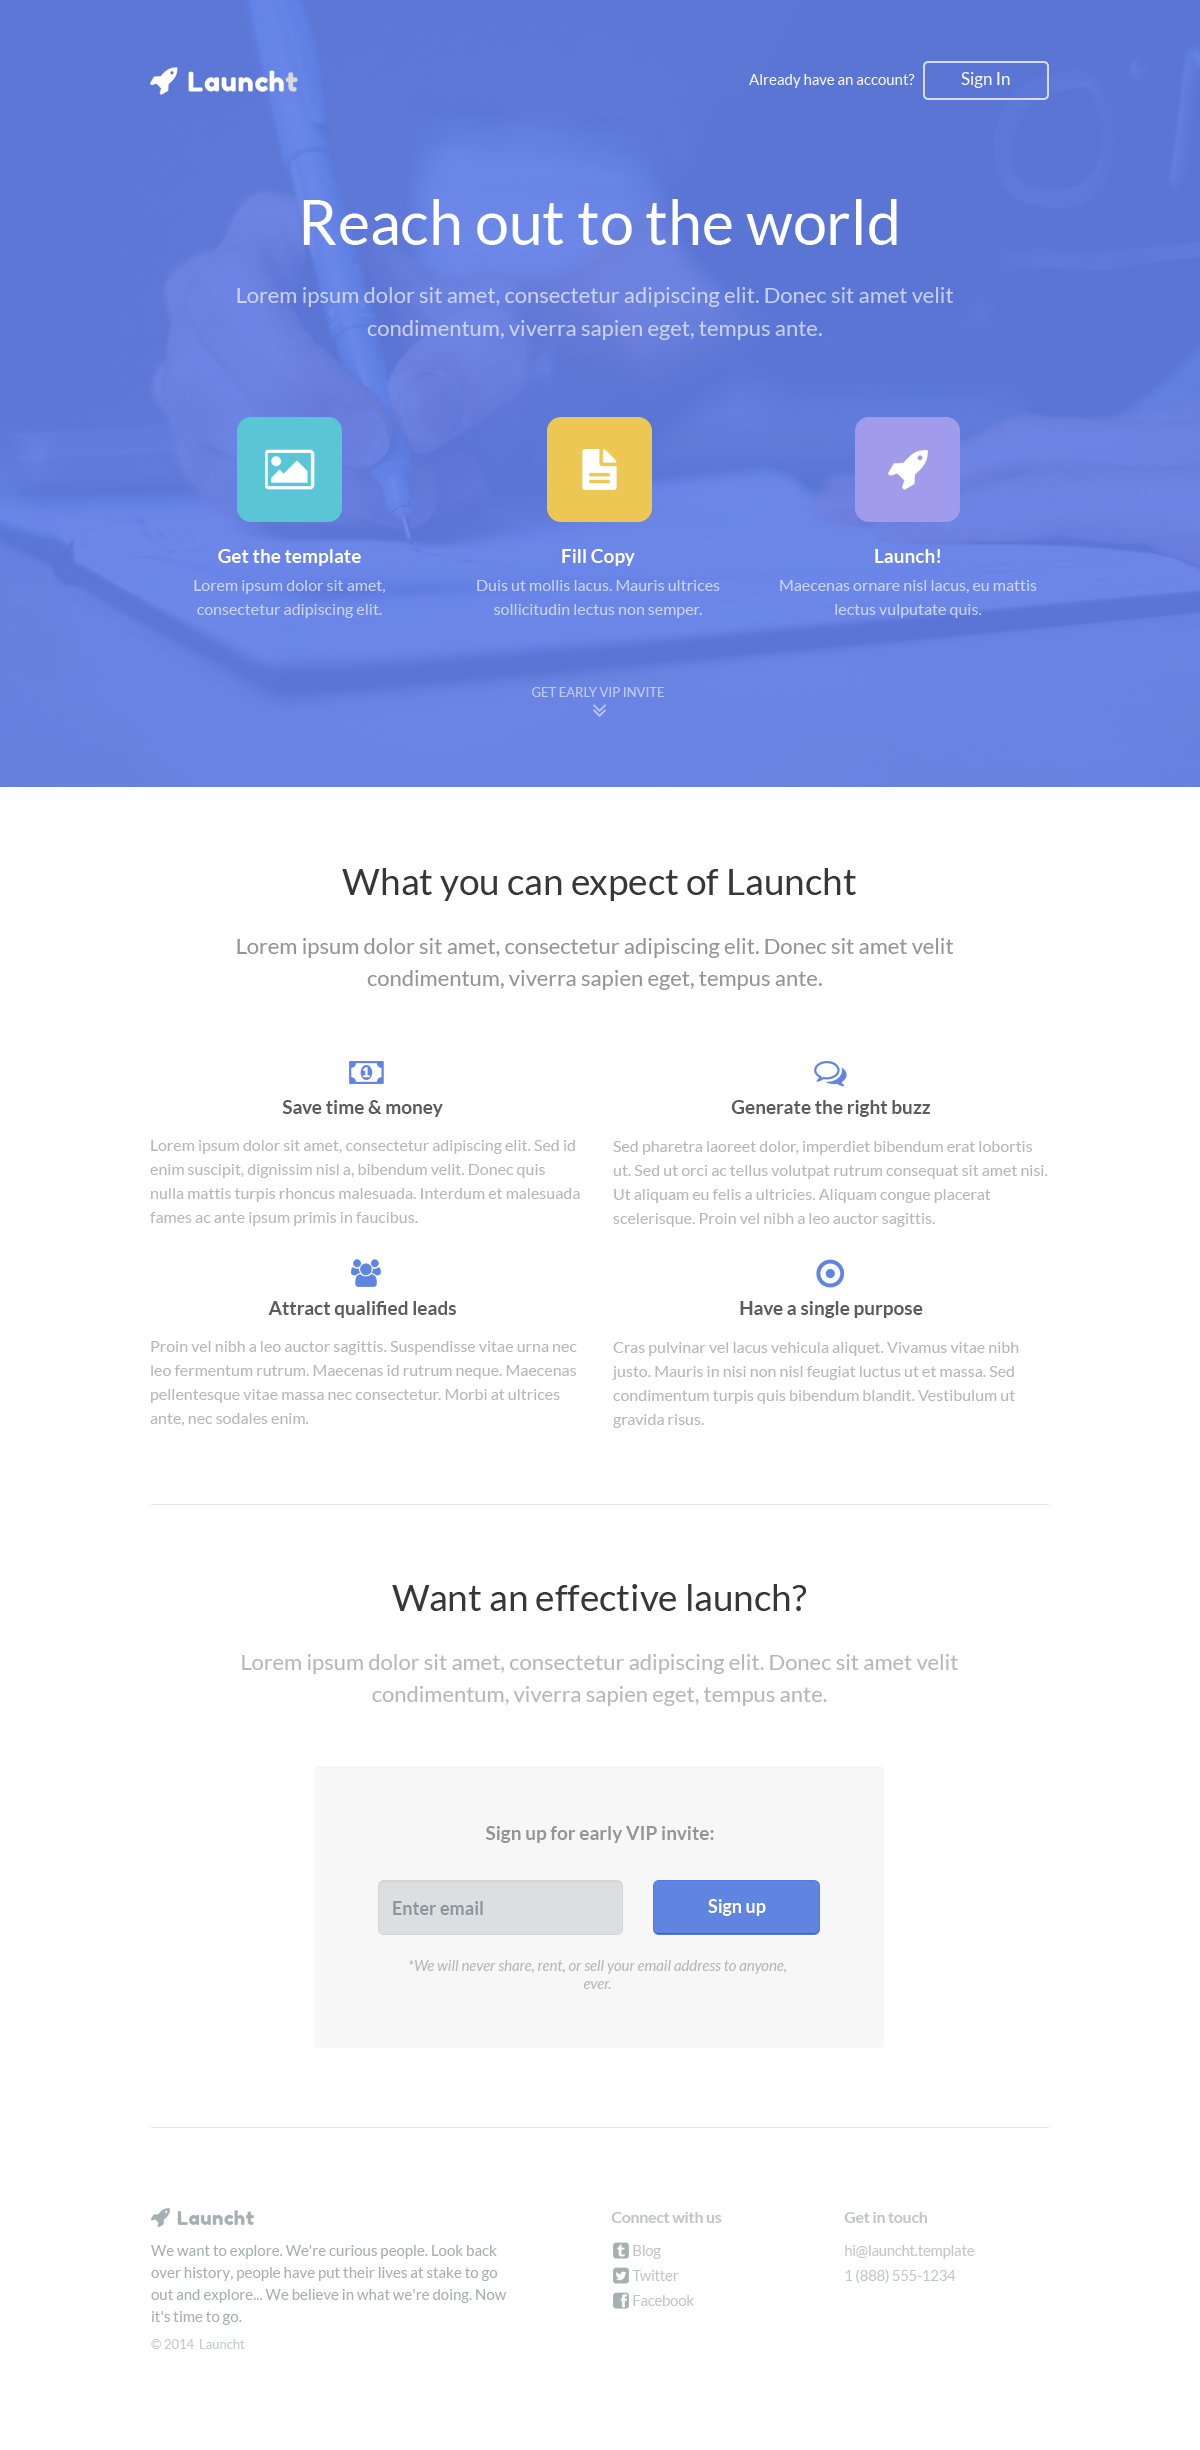 Launcht
Already have an account?
Sign In
Reach out to the world
Lorem ipsum dolor sit amet, consectetur adipiscing elit. Donec sit amet velit
condimentum, viverra sapien eget, tempus ante.
Get the template
Lorem ipsum dolor sit amet,
consectetur adipiscing elit.
Fill Copy
Duis ut mollis lacus. Mauris ultrices
sollicitudin lectus non semper.
Launch!
Maecenas ornare nisl lacus, eu mattis
lectus vulputate quis.
GET EARLY VIP INVITE
What you can expect of Launcht
Lorem ipsum dolor sit amet, consectetur adipiscing elit. Donec sit amet velit
condimentum, viverra sapien eget, tempus ante.
Save time & money
Lorem ipsum dolor sit amet, consectetur adipiscing elit. Sed id
enim suscipit, dignissim nisl a, bibendum velit. Donec quis
nulla mattis turpis rhoncus malesuada. Interdum et malesuada
fames ac ante ipsum primis in faucibus.
Generate the right buzz
Sed pharetra laoreet dolor, imperdiet bibendum erat lobortis
ut. Sed ut orci ac tellus volutpat rutrum consequat sit amet nisi.
Ut aliquam eu felis a ultricies. Aliquam congue placerat
scelerisque. Proin vel nibh a leo auctor sagittis.
Attract qualified leads
Proin vel nibh a leo auctor sagittis. Suspendisse vitae urna nec
leo fermentum rutrum. Maecenas id rutrum neque. Maecenas
pellentesque vitae massa nec consectetur. Morbi at ultrices
ante, nec sodales enim.
Have a single purpose
Cras pulvinar vel lacus vehicula aliquet. Vivamus vitae nibh
justo. Mauris in nisi non nisl feugiat luctus ut et massa. Sed
condimentum turpis quis bibendum blandit. Vestibulum ut
gravida risus.
Want an effective launch?
Lorem ipsum dolor sit amet, consectetur adipiscing elit. Donec sit amet velit
condimentum, viverra sapien eget, tempus ante.
Sign up for early VIP invite:
Enter email
Sign up
*We will never share, rent, or sell your email address to anyone,
ever.
Launcht
We want to explore. We're curious people. Look back
over history, people have put their lives at stake to go
out and explore... We believe in what we're doing. Now
it's time to go.
© 2014 Launcht
Connect with us
Blog
Twitter
Facebook
Get in touch
hi@launcht.template
1 (888) 555-1234